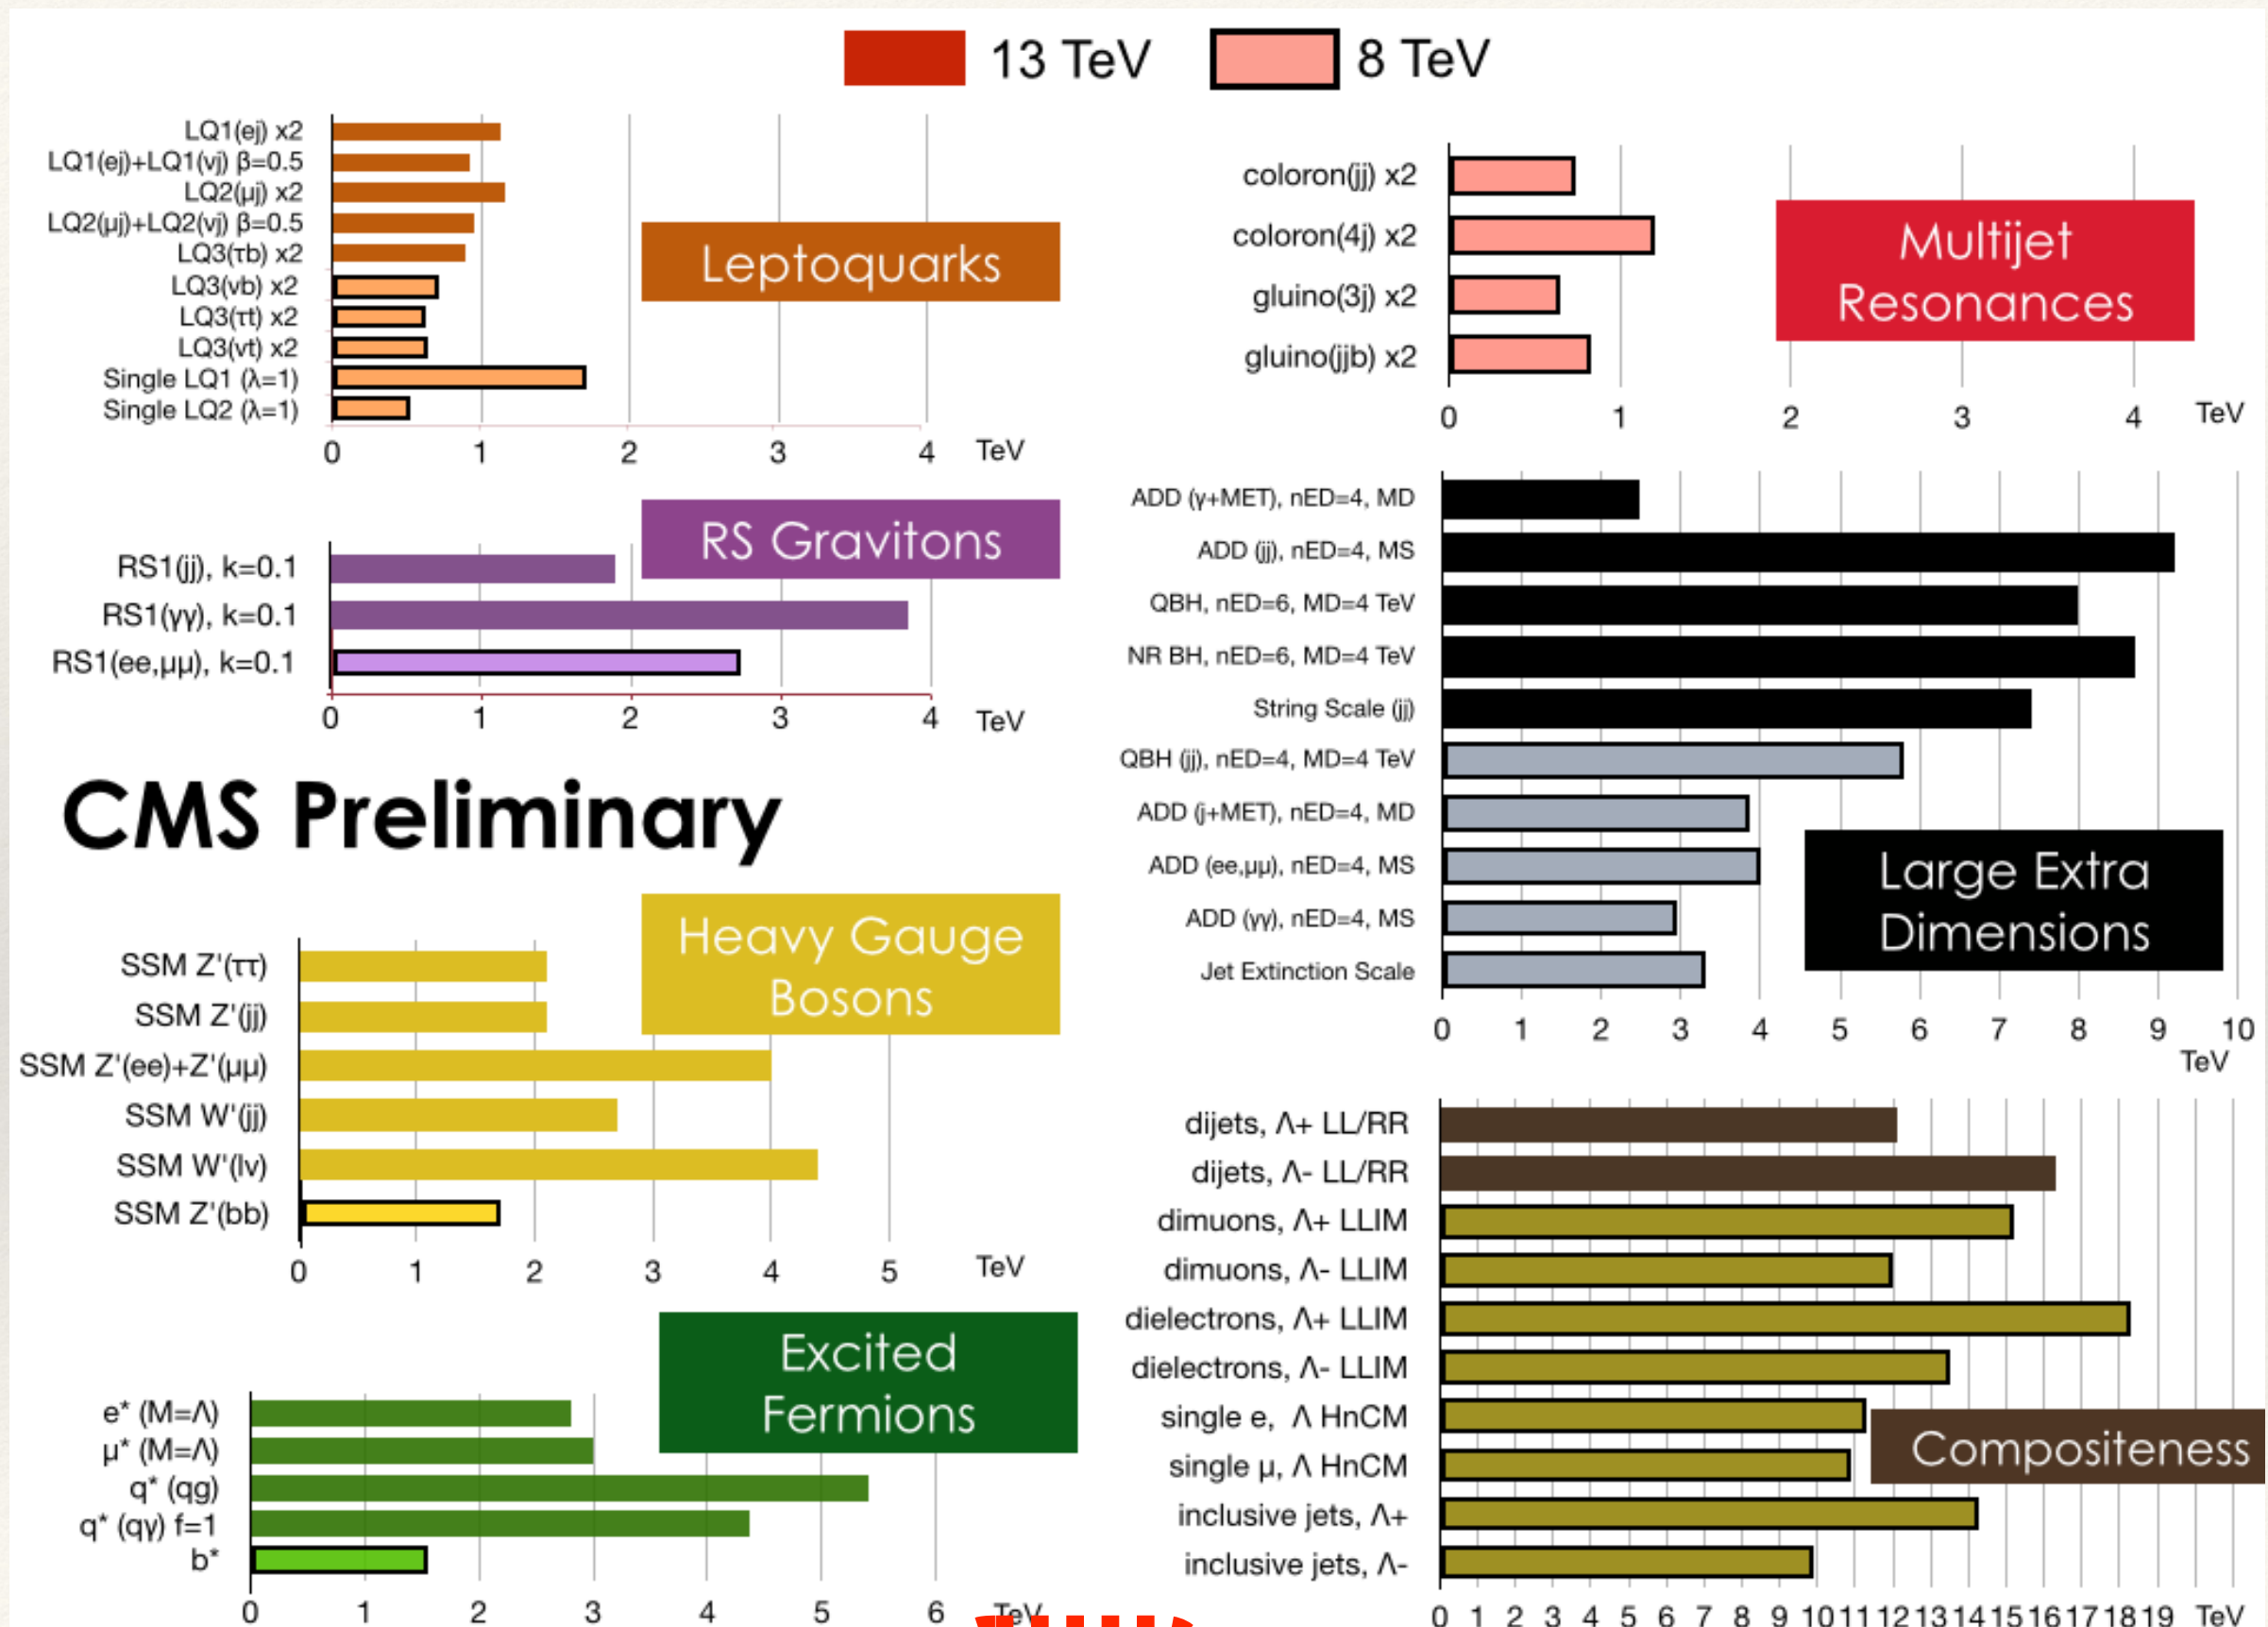 13 TeV 8 TeV
LQ1(ej) x2
LQ1(ej)+LQ1(νj) β=0.5
LQ2(μj) x2
LQ2(μj)+LQ2(νj) β=0.5
LQ3(τb) x2
LQ3(νb) x2
LQ3(τt) x2
LQ3(νt) x2
Single LQ1 (λ=1)
Single LQ2 (λ=1)
0 1 2 3 4 TeV
Leptoquarks
RS1(jj), k=0.1
RS1(γγ), k=0.1
RS1(ee,μμ), k=0.1
0 1 2 3 4 TeV
RS Gravitons
CMS Preliminary
SSM Z'(ττ)
SSM Z'(jj)
SSM Z'(ee)+Z'(μμ)
SSM W'(jj)
SSM W'(lν)
SSM Z'(bb)
0 1 2 3 4 5 TeV
Heavy Gauge
Bosons
e* (M=Λ)
μ* (M=Λ)
q* (qg)
q* (qγ) f=1
b*
0 1 2 3 4 5 6 TeV
Excited
Fermions
coloron(jj) x2
coloron(4j) x2
gluino(3j) x2
gluino(jjb) x2
0 1 2 3 4 TeV
Multijet
Resonances
ADD (γ+MET), nED=4, MD
ADD (jj), nED=4, MS
QBH, nED=6, MD=4 TeV
NR BH, nED=6, MD=4 TeV
String Scale (jj)
QBH (jj), nED=4, MD=4 TeV
ADD (j+MET), nED=4, MD
ADD (ee,μμ), nED=4, MS
ADD (γγ), nED=4, MS
Jet Extinction Scale
0 1 2 3 4 5 6 7 8 9 10
TeV
Large Extra
Dimensions
dijets, Λ+ LL/RR
dijets, Λ- LL/RR
dimuons, Λ+ LLIM
dimuons, Λ- LLIM
dielectrons, Λ+ LLIM
dielectrons, Λ- LLIM
single e, Λ HnCM
single μ, Λ HnCM
inclusive jets, Λ+
inclusive jets, Λ-
0 1 2 3 4 5 6 7 8 9 10 11 12 13 14 15 16 17 18 19 TeV
Compositeness